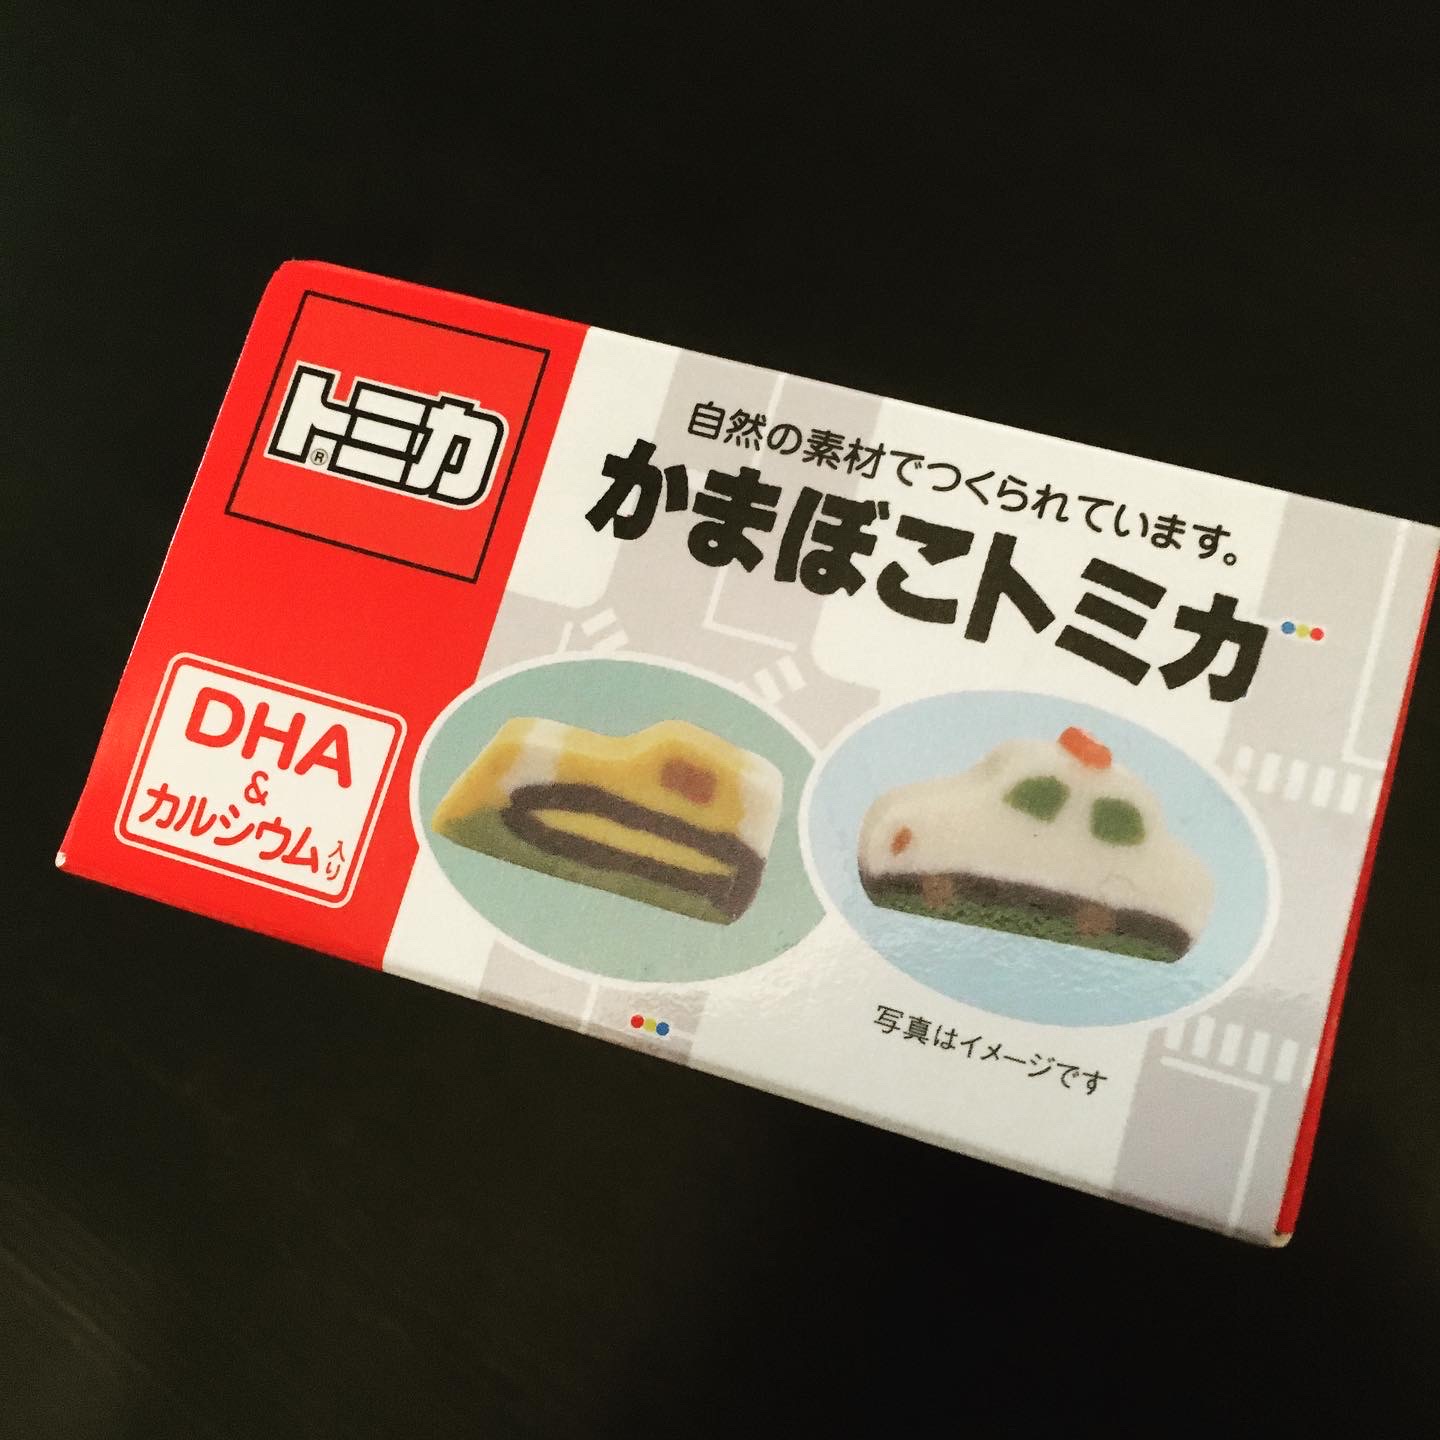 トミカ®
自然の素材でつくられています。
かまぼこトミカ
DHA
&
カルシウム入り
写真はイメージです